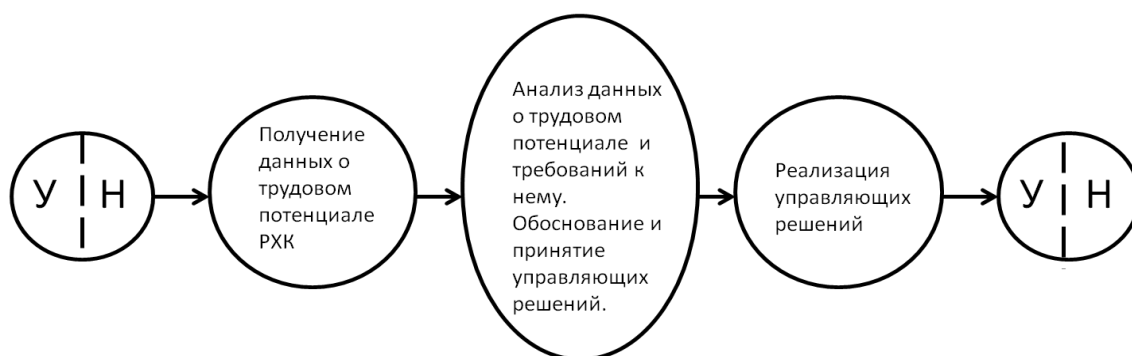 У Н
Получение
данных о
трудовом
потенциале
РХК
Анализ данных
о трудовом
потенциале и
требований к
нему.
Обоснование и
принятие
управляющих
решений.
Реализация
управляющих
решений
У Н